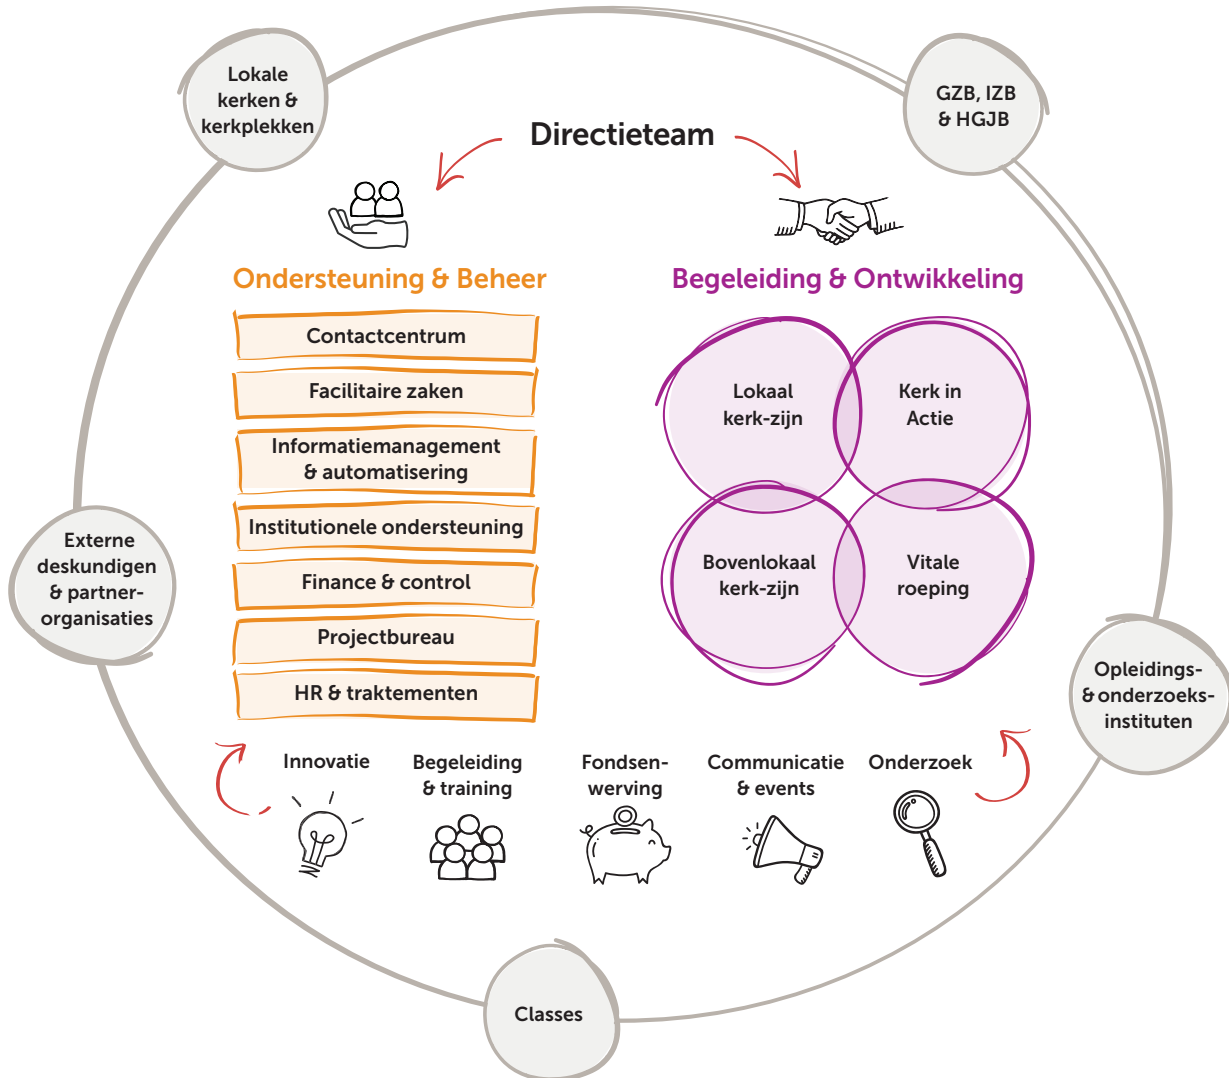 Lokale
kerken &
kerkplekken
GZB, IZB
& HGJB
Directieteam
Ondersteuning & Beheer
Contactcentrum
Facilitaire zaken
Informatiemanagement
& automatisering
Institutionele ondersteuning
Finance & control
Projectbureau
HR & traktementen
Begeleiding & Ontwikkeling
Lokaal
kerk-zijn
Kerk in
Actie
Bovenlokaal
kerk-zijn
Vitale
roeping
Externe
deskundigen
& partner-
organisaties
Opleidings-
& onderzoeks-
instituten
Innovatie
Begeleiding
& training
Fondsen-
werving
Communicatie
& events
Onderzoek
Classes